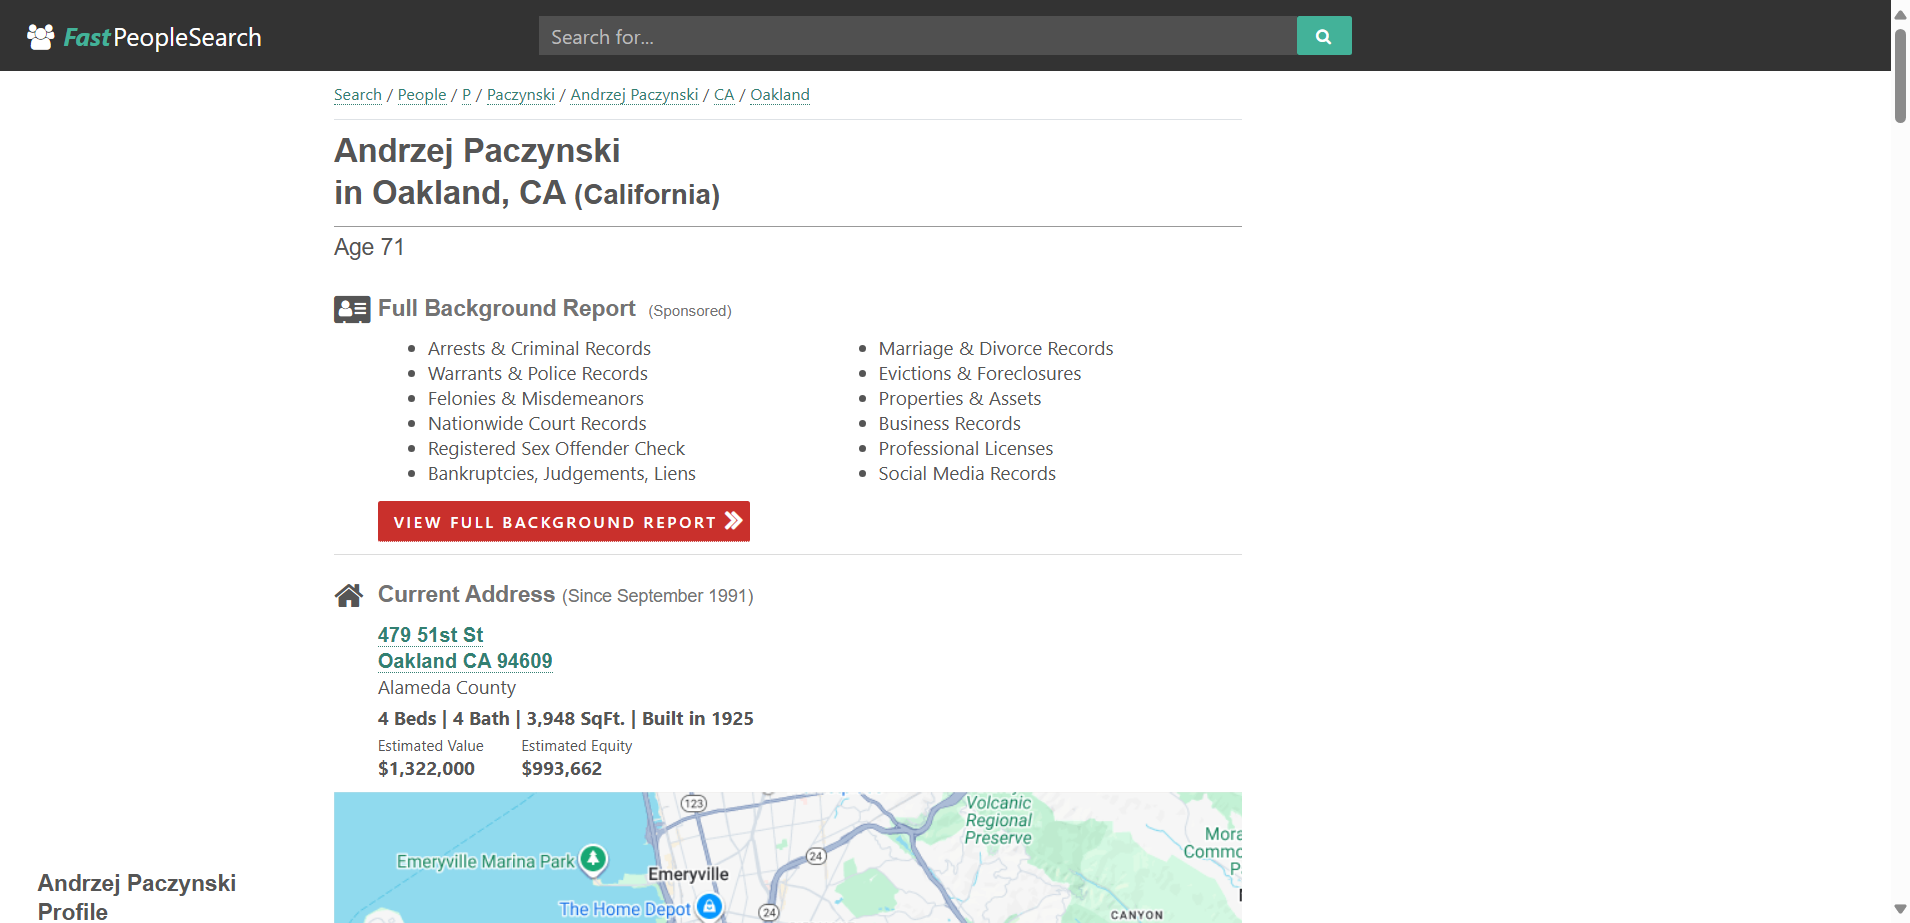 FastPeopleSearch
Search for...
Search / People / P / Paczynski / Andrzej Paczynski / CA / Oakland
Andrzej Paczynski
in Oakland, CA (California)
Age 71
Full Background Report (Sponsored)
Arrests & Criminal Records
Warrants & Police Records
Felonies & Misdemeanors
Nationwide Court Records
Registered Sex Offender Check
Bankruptcies, Judgements, Liens
Marriage & Divorce Records
Evictions & Foreclosures
Properties & Assets
Business Records
Professional Licenses
Social Media Records
VIEW FULL BACKGROUND REPORT
Current Address (Since September 1991)
479 51st St
Oakland CA 94609
Alameda County
4 Beds | 4 Bath | 3,948 SqFt. | Built in 1925
Estimated Value Estimated Equity
$1,322,000 $993,662
123
Volcanic
Regional
Preserve
24
Emeryville Marina Park
Emeryville
The Home Depot
24
CANYON
Andrzej Paczynski
Profile